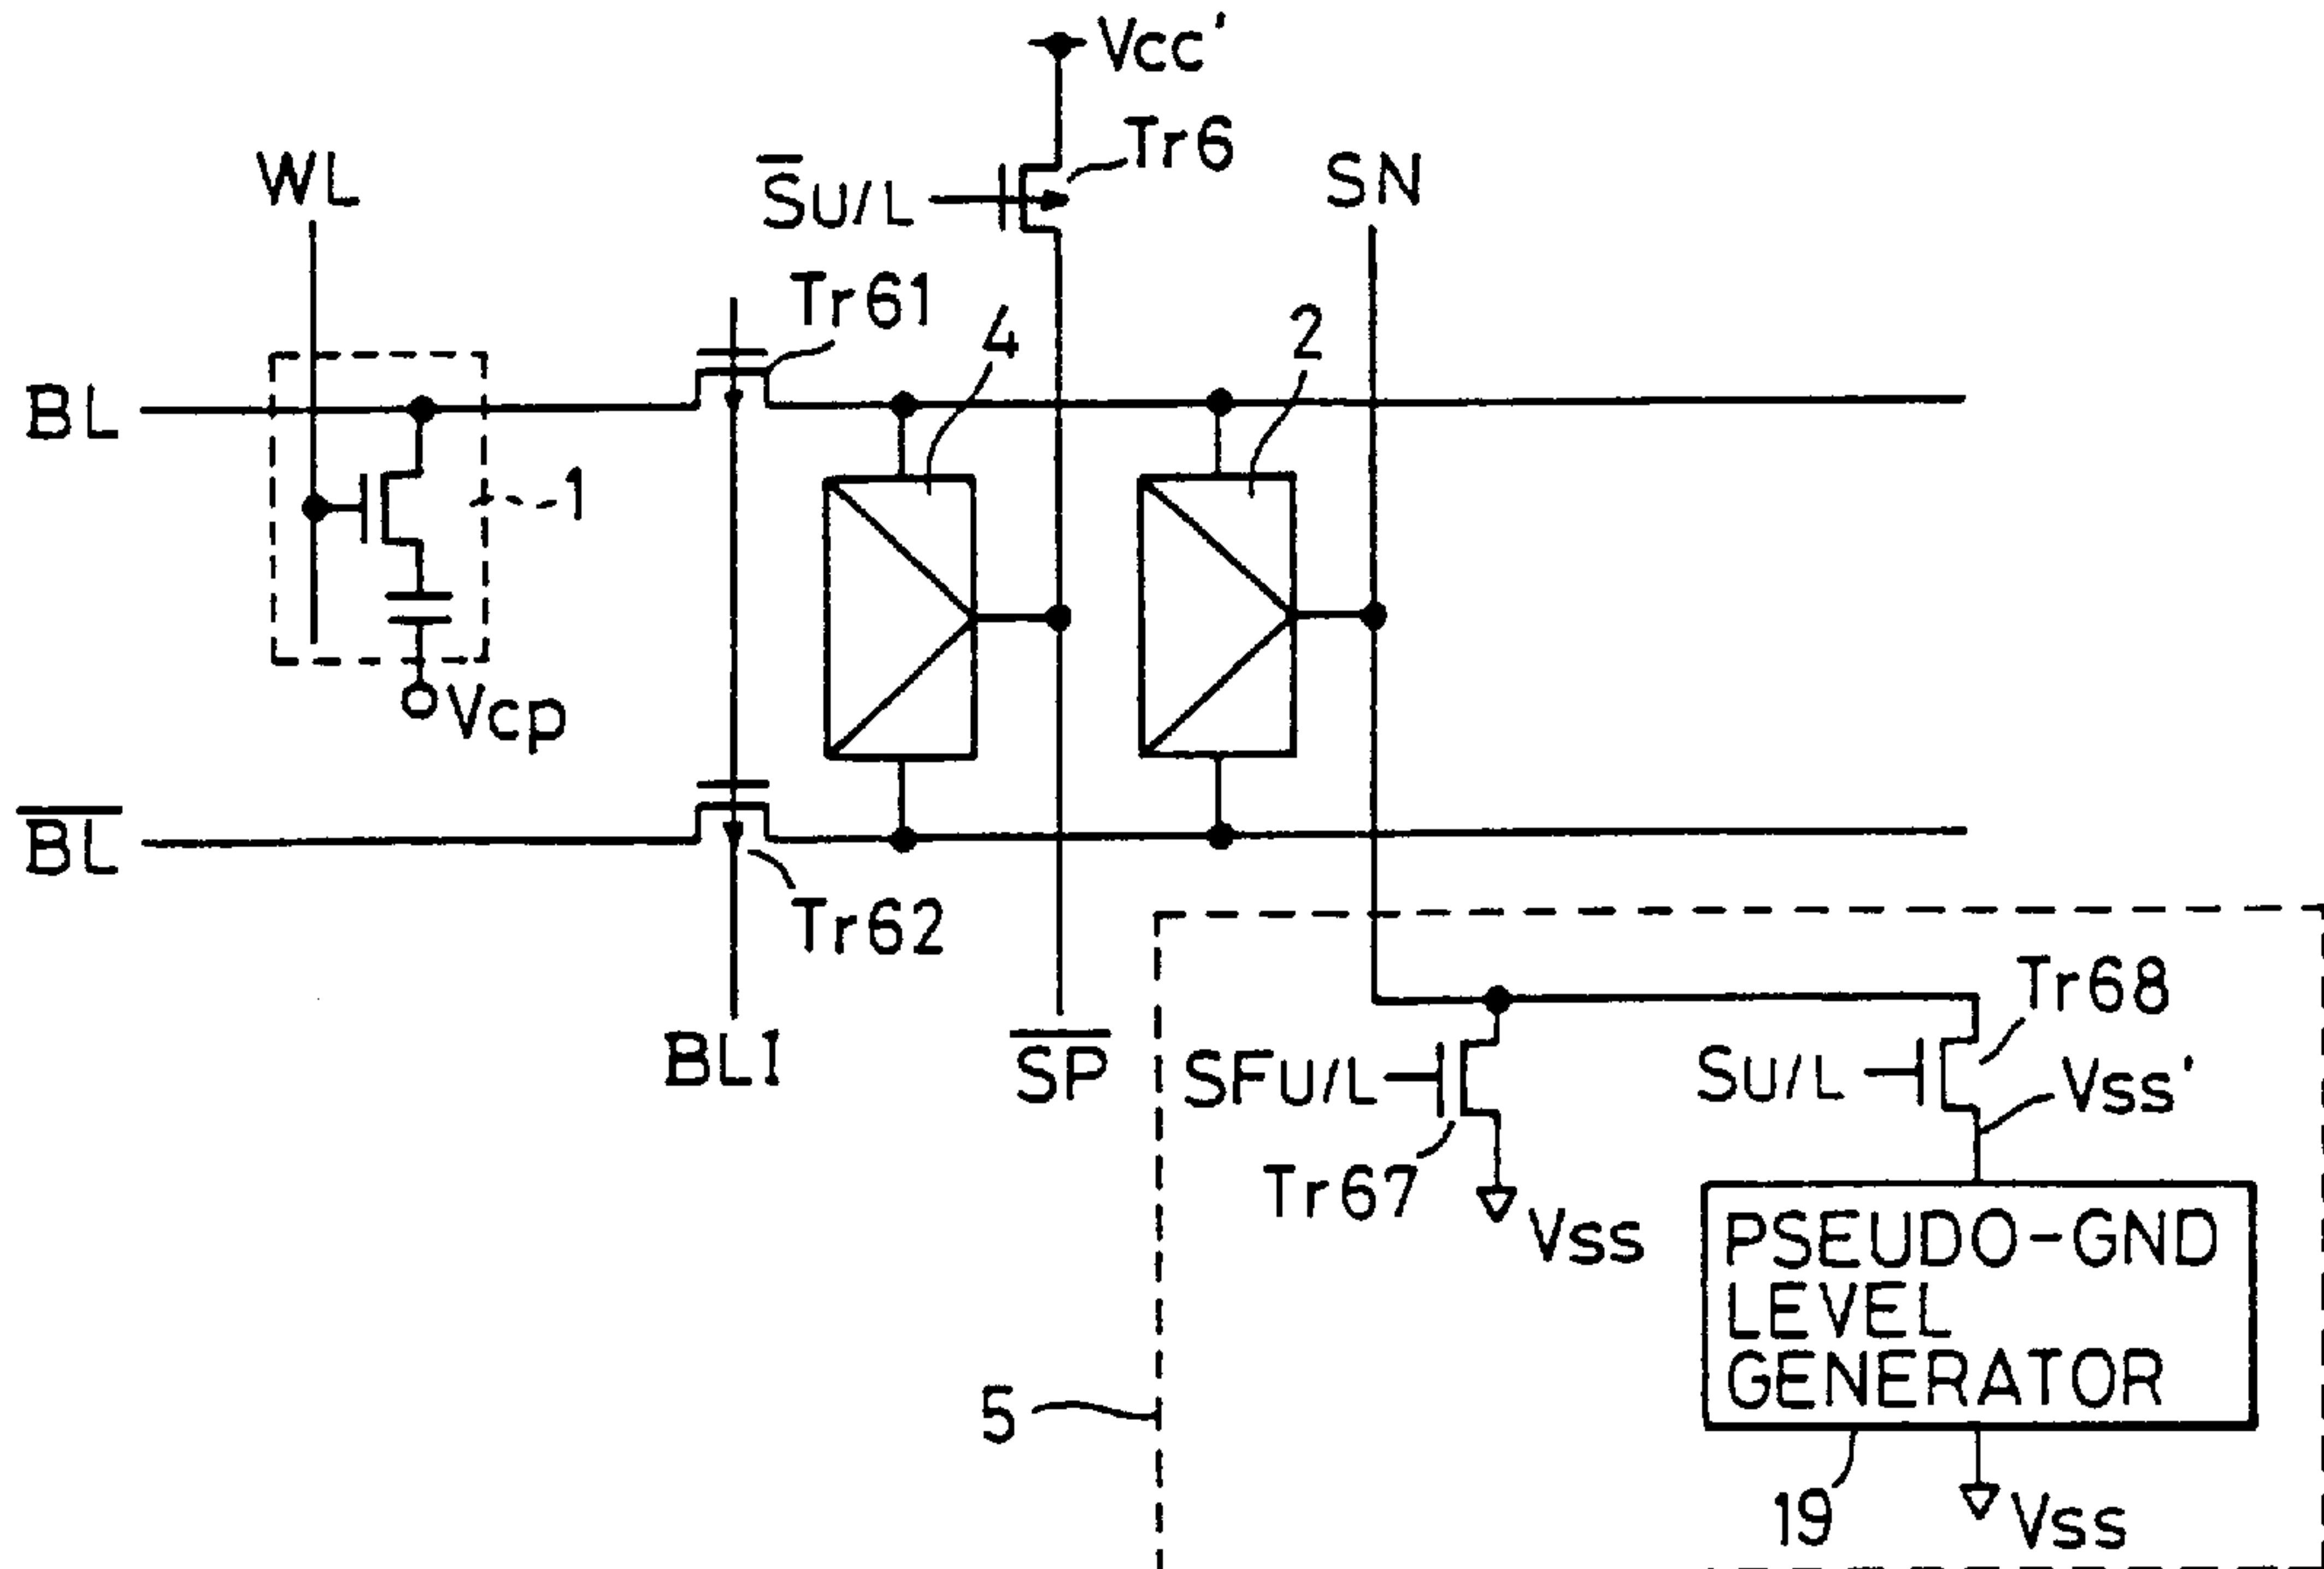 Vcc'
Tr6
WL
S̅U/L
SN
Tr61
4
2
BL
1
Vcp
B̅L̅
Tr62
Tr68
BLI
S̅P̅
SFU/L
SU/L
Vss'
Tr67
Vss
PSEUDO-GND
LEVEL
GENERATOR
5
19
Vss